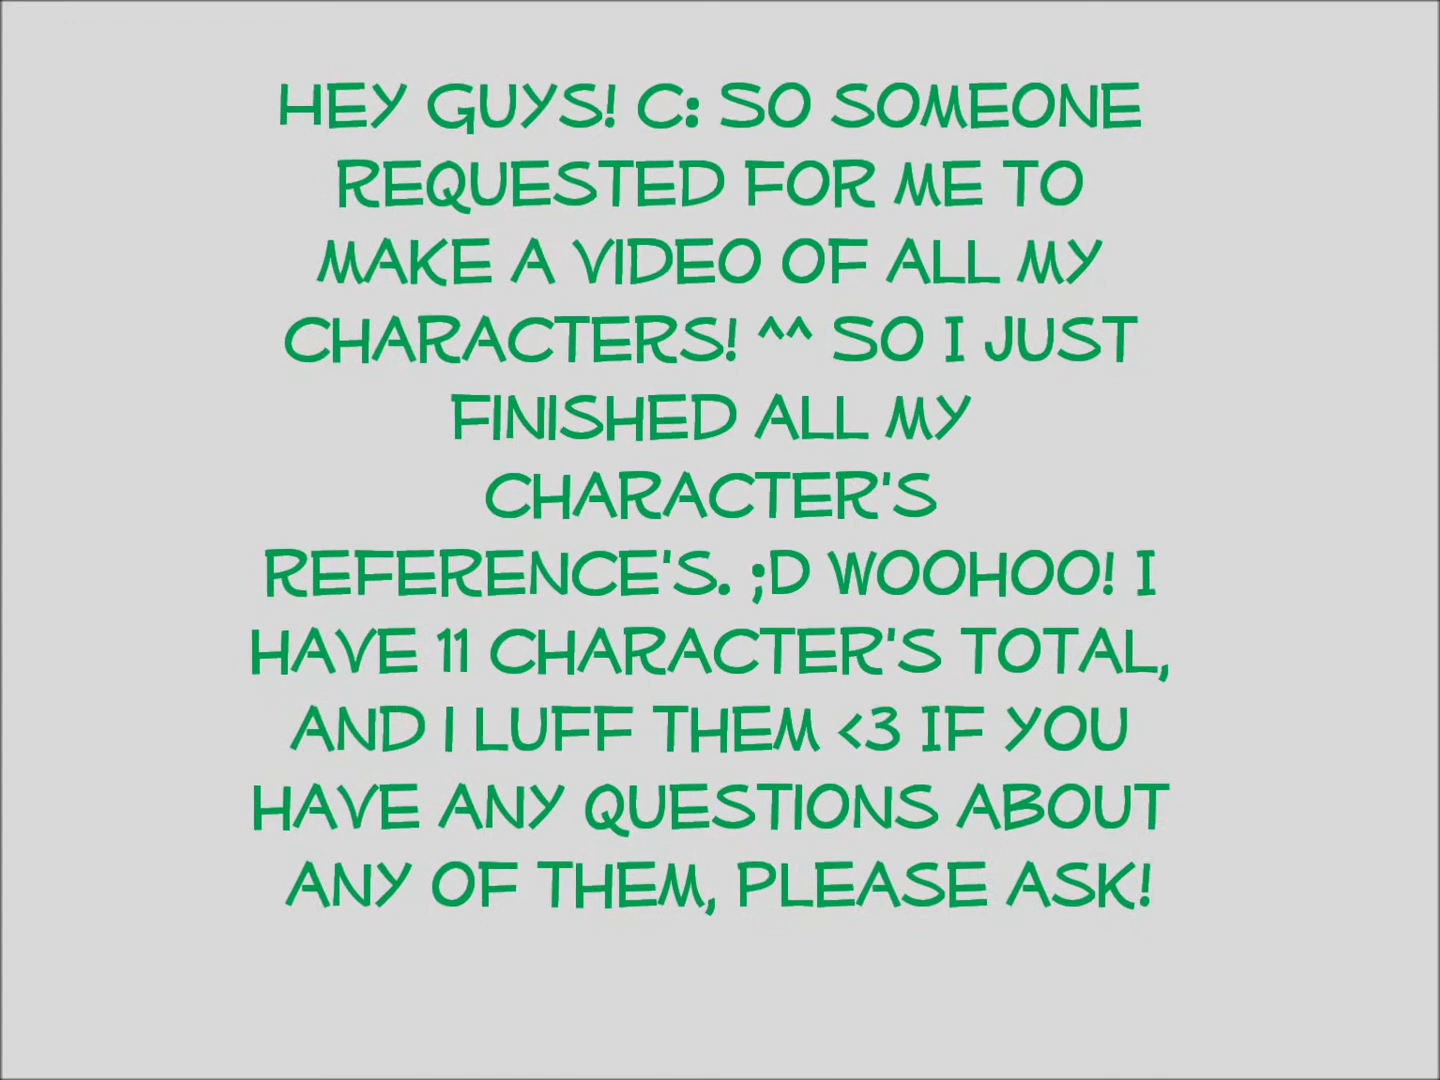 HEY GUYS! C: SO SOMEONE
REQUESTED FOR ME TO
MAKE A VIDEO OF ALL MY
CHARACTERS! ^^ SO I JUST
FINISHED ALL MY
CHARACTER'S
REFERENCE'S. ;D WOOHOO! I
HAVE 11 CHARACTER'S TOTAL,
AND I LUFF THEM <3 IF YOU
HAVE ANY QUESTIONS ABOUT
ANY OF THEM, PLEASE ASK!